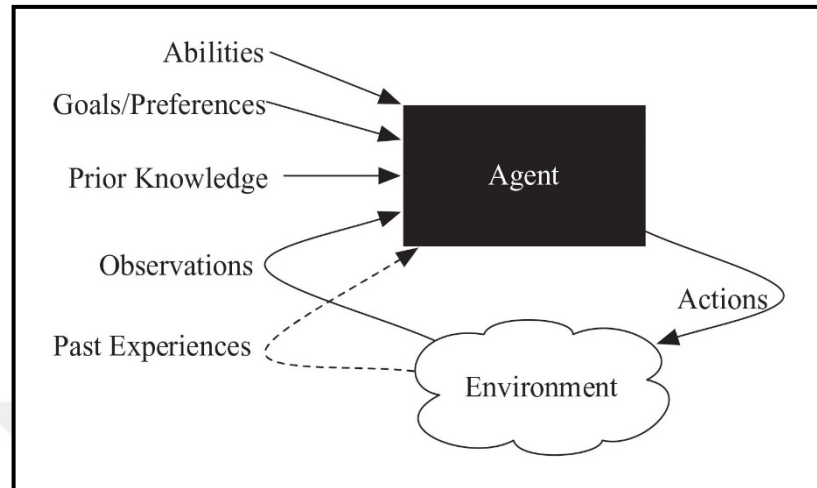 Abilities
Goals/Preferences
Prior Knowledge
Agent
Observations
Actions
Past Experiences
Environment